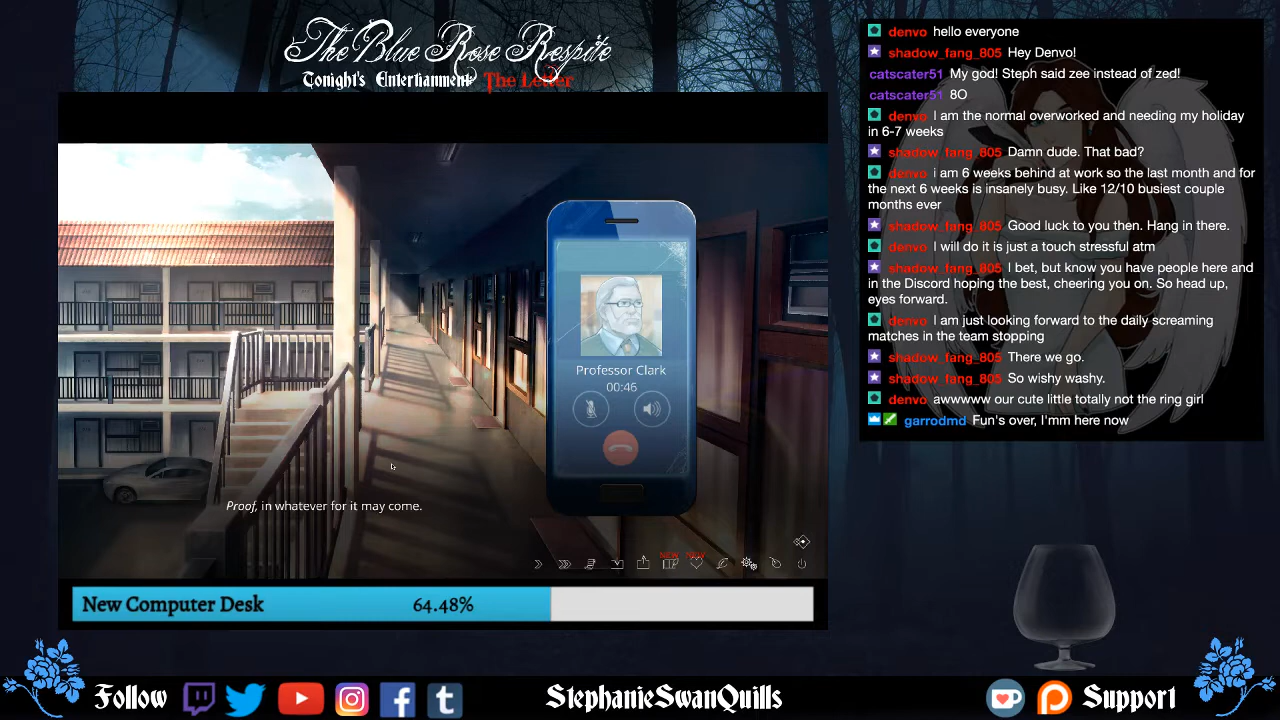 The Blue Rose Respite
Tonight's Entertainment The Letter
Professor Clark
00:46
Proof, in whatever for it may come.
NEW NEW
New Computer Desk 64.48%
denvo hello everyone
shadow_fang_805 Hey Denvo!
catscater51 My god! Steph said zee instead of zed!
catscater51 8O
denvo I am the normal overworked and needing my holiday
in 6-7 weeks
shadow_fang_805 Damn dude. That bad?
denvo i am 6 weeks behind at work so the last month and for
the next 6 weeks is insanely busy. Like 12/10 busiest couple
months ever
shadow_fang_805 Good luck to you then. Hang in there.
denvo I will do it is just a touch stressful atm
shadow_fang_805 I bet, but know you have people here and
in the Discord hoping the best, cheering you on. So head up,
eyes forward.
denvo I am just looking forward to the daily screaming
matches in the team stopping
shadow_fang_805 There we go.
shadow_fang_805 So wishy washy.
denvo awwwww our cute little totally not the ring girl
garrodmd Fun's over, I'mm here now
Follow
StephanieSwanQuills
Support